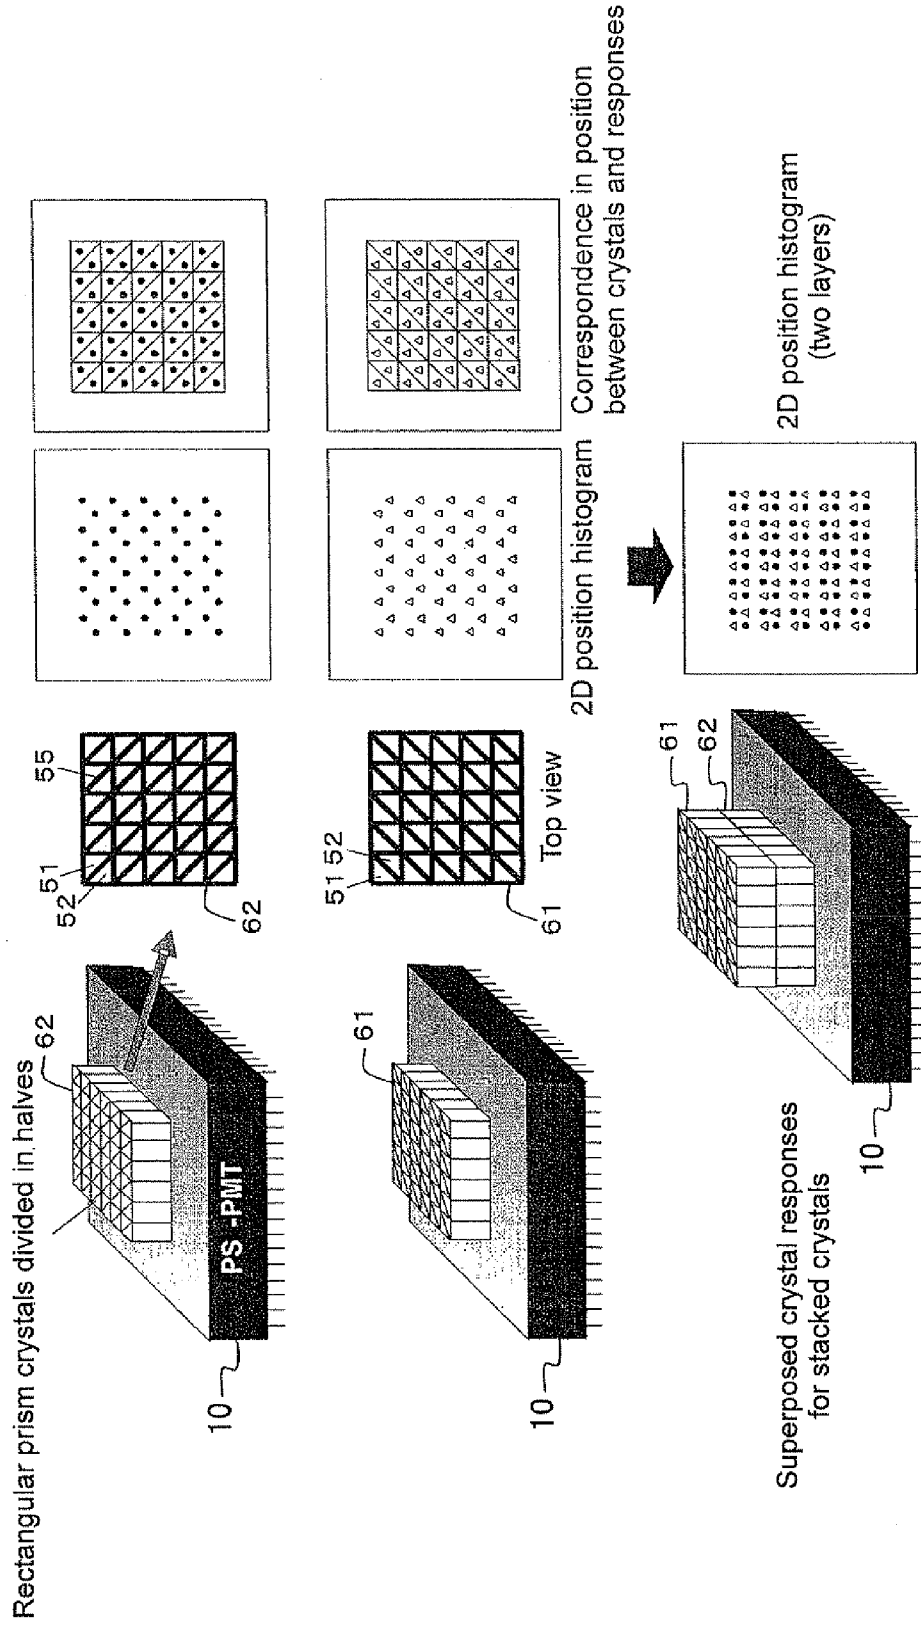 Rectangular prism crystals divided in halves
62
10
PS -PMT
52
51
55
62
61
10
51
52
61
Top view
2D position histogram
Correspondence in position
between crystals and responses
Superposed crystal responses
for stacked crystals
10
61
62
2D position histogram
(two layers)